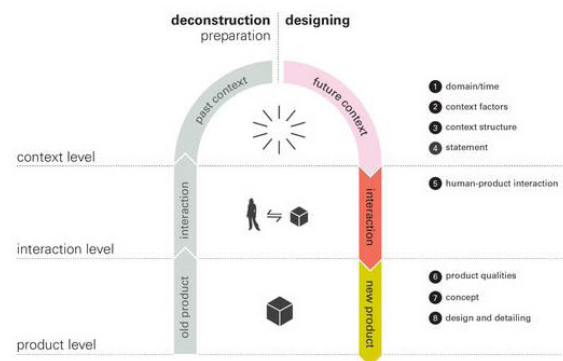 deconstruction designing
preparation
past context
future context
1 domain/time
2 context factors
3 context structure
4 statement
context level
interaction
interaction
5 human-product interaction
interaction level
old product
new product
6 product qualities
7 concept
8 design and detailing
product level